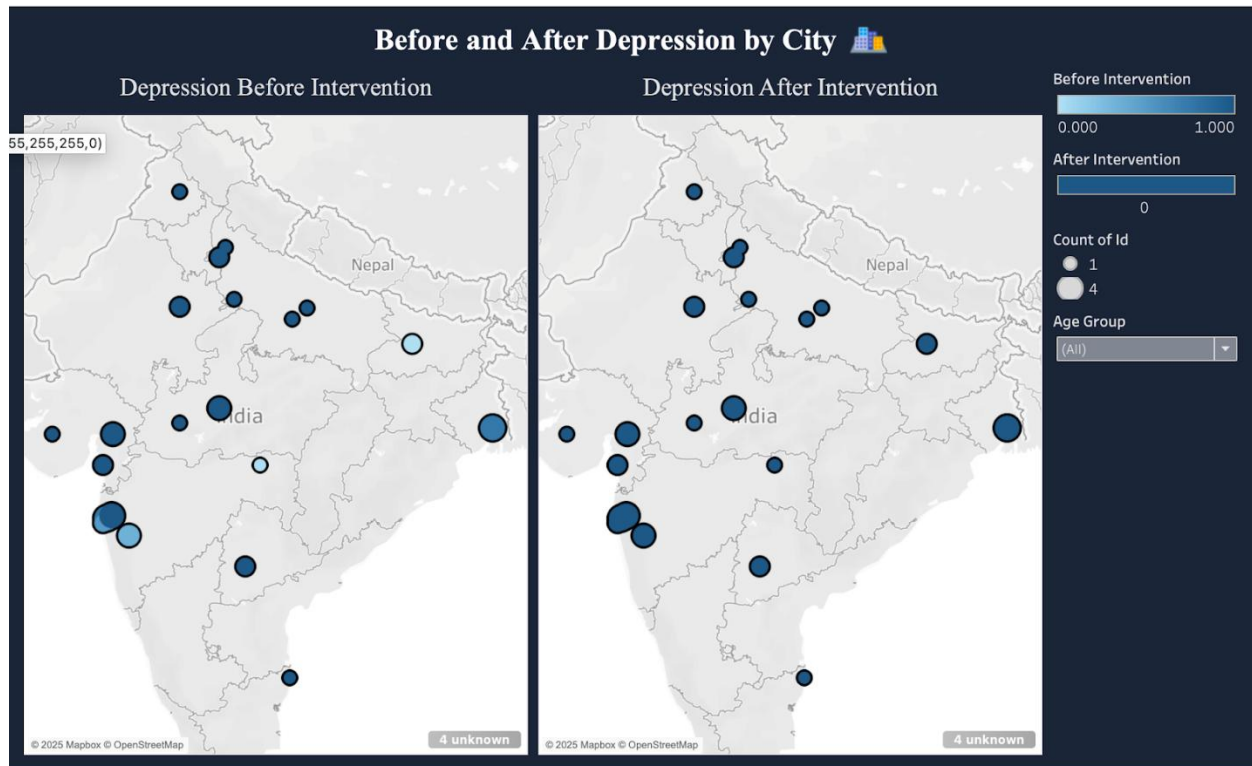 Before and After Depression by City
Depression Before Intervention
Depression After Intervention
55,255,255,0)
Nepal
India
© 2025 Mapbox © OpenStreetMap
4 unknown
Nepal
India
© 2025 Mapbox © OpenStreetMap
4 unknown
Before Intervention
0.000 1.000
After Intervention
0
Count of Id
1
4
Age Group
(All)